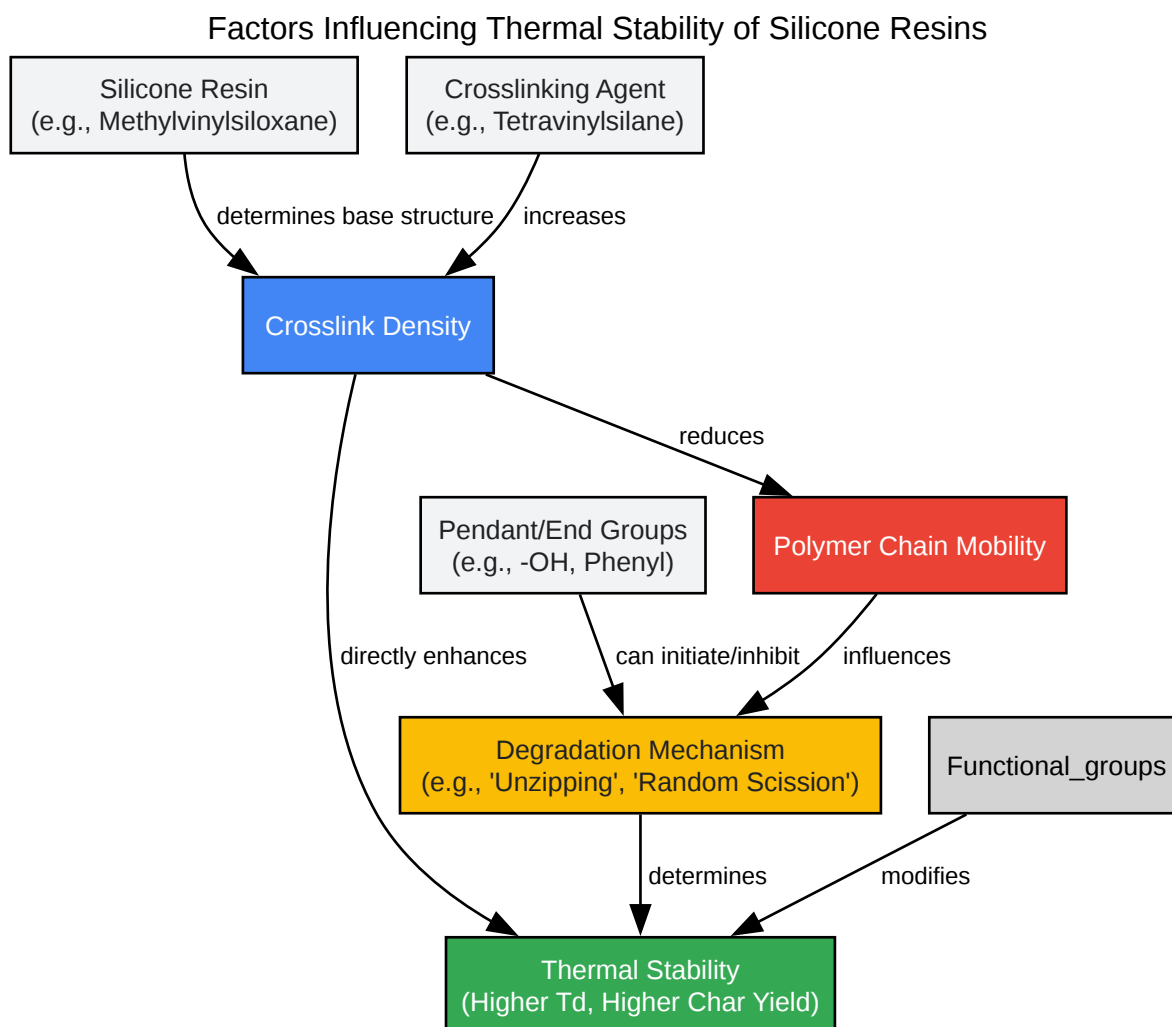 Factors Influencing Thermal Stability of Silicone Resins
Silicone Resin
(e.g., Methylvinylsiloxane)
Crosslinking Agent
(e.g., Tetravinylsilane)
determines base structure
increases
Crosslink Density
reduces
Pendant/End Groups
(e.g., -OH, Phenyl)
Polymer Chain Mobility
directly enhances
can initiate/inhibit
influences
Degradation Mechanism
(e.g., 'Unzipping', 'Random Scission')
Functional_groups
determines
modifies
Thermal Stability
(Higher Td, Higher Char Yield)